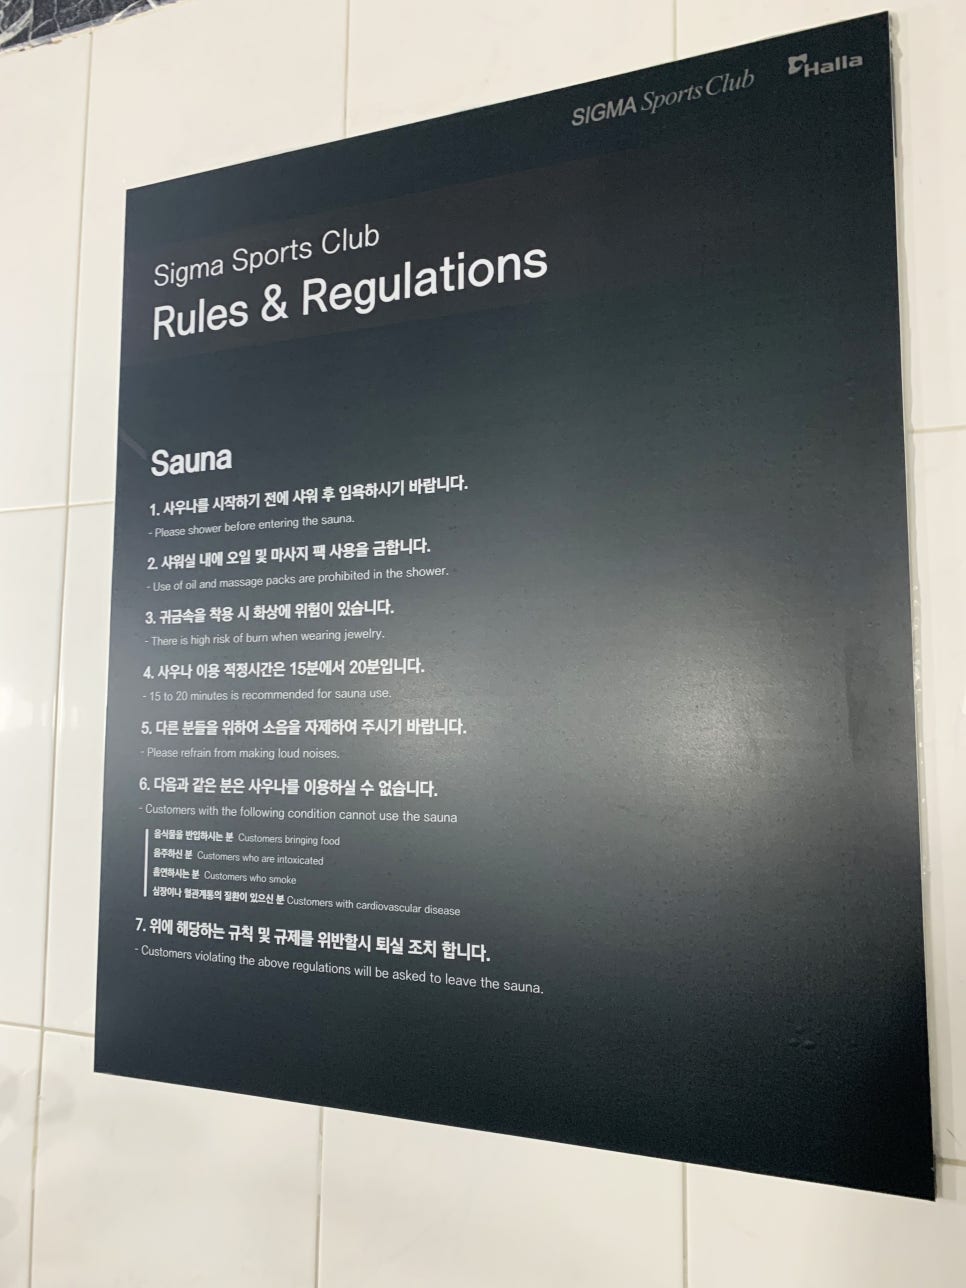 SIGMA Sports Club
Halla
Sigma Sports Club
Rules & Regulations
Sauna
1. 사우나를 시작하기 전에 샤워 후 입욕하시기 바랍니다.
- Please shower before entering the sauna.
2. 샤워실 내에 오일 및 마사지 팩 사용을 금합니다.
- Use of oil and massage packs are prohibited in the shower.
3. 귀금속을 착용 시 화상에 위험이 있습니다.
- There is high risk of burn when wearing jewelry.
4. 사우나 이용 적정시간은 15분에서 20분입니다.
- 15 to 20 minutes is recommended for sauna use.
5. 다른 분들을 위하여 소음을 자제하여 주시기 바랍니다.
- Please refrain from making loud noises.
6. 다음과 같은 분은 사우나를 이용하실 수 없습니다.
- Customers with the following condition cannot use the sauna
음식물을 반입하시는 분 Customers bringing food
음주하신 분 Customers who are intoxicated
흡연하시는 분 Customers who smoke
심장이나 혈관계통의 질환이 있으신 분 Customers with cardiovascular disease
7. 위에 해당하는 규칙 및 규제를 위반할시 퇴실 조치 합니다.
- Customers violating the above regulations will be asked to leave the sauna.